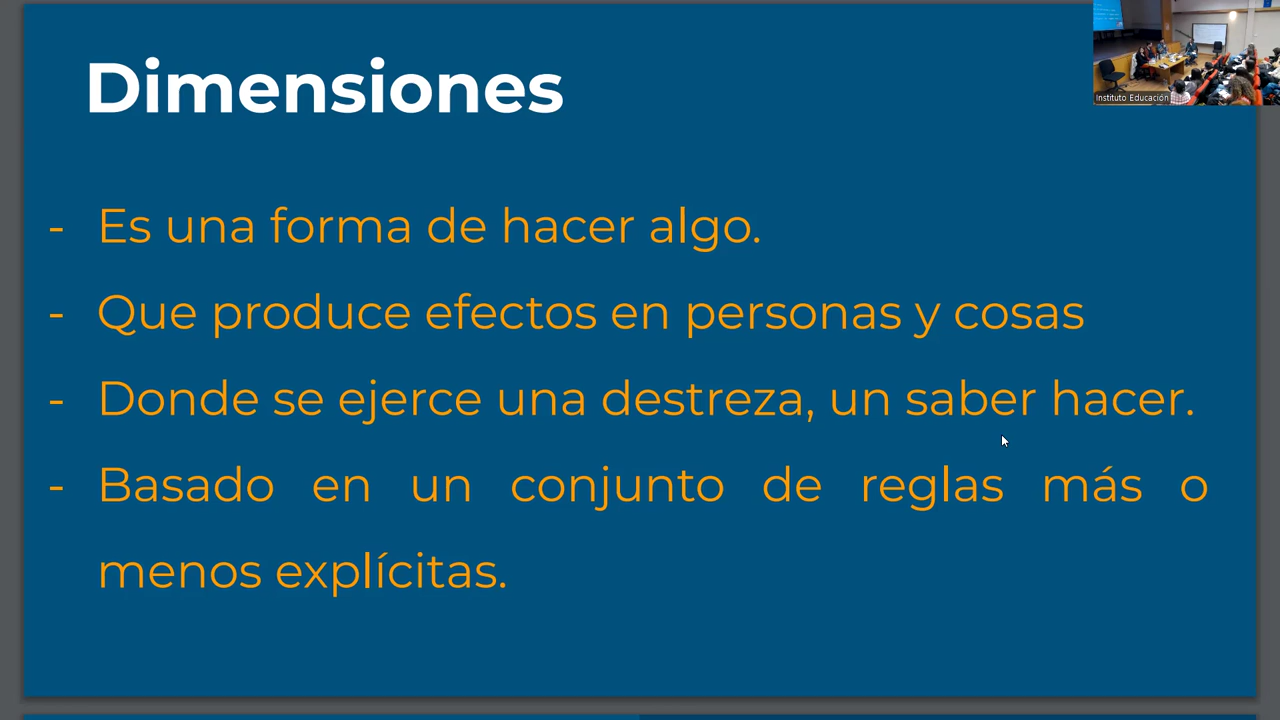 Dimensiones
- Es una forma de hacer algo.
- Que produce efectos en personas y cosas
- Donde se ejerce una destreza, un saber hacer.
- Basado en un conjunto de reglas más o
menos explícitas.
Instituto Educación